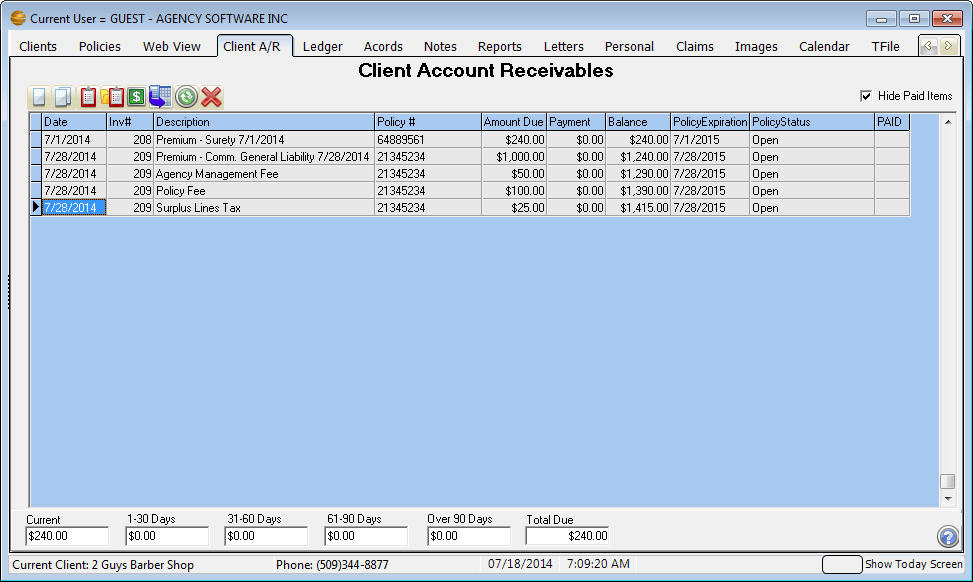 Current User = GUEST - AGENCY SOFTWARE INC
Clients Policies Web View Client A/R Ledger Acords Notes Reports Letters Personal Claims Images Calendar TFile
Client Account Receivables
Hide Paid Items
Date Inv# Description Policy # Amount Due Payment Balance PolicyExpiration PolicyStatus PAID
7/1/2014 208 Premium - Surety 7/1/2014 64889561 $240.00 $0.00 $240.00 7/1/2015 Open
7/28/2014 209 Premium - Comm. General Liability 7/28/2014 21345234 $1,000.00 $0.00 $1,240.00 7/28/2015 Open
7/28/2014 209 Agency Management Fee 21345234 $50.00 $0.00 $1,290.00 7/28/2015 Open
7/28/2014 209 Policy Fee 21345234 $100.00 $0.00 $1,390.00 7/28/2015 Open
7/28/2014 209 Surplus Lines Tax 21345234 $25.00 $0.00 $1,415.00 7/28/2015 Open
Current 1-30 Days 31-60 Days 61-90 Days Over 90 Days Total Due
$240.00 $0.00 $0.00 $0.00 $0.00 $240.00
Current Client: 2 Guys Barber Shop Phone: (509)344-8877 07/18/2014 7:09:20 AM Show Today Screen